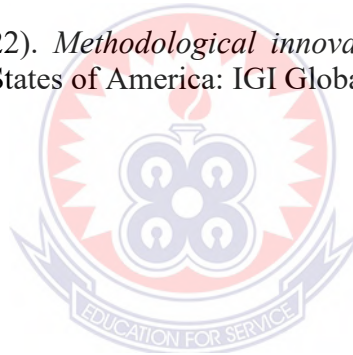 22). Methodological innova
States of America: IGI Globa
EDUCATION FOR SERVICE